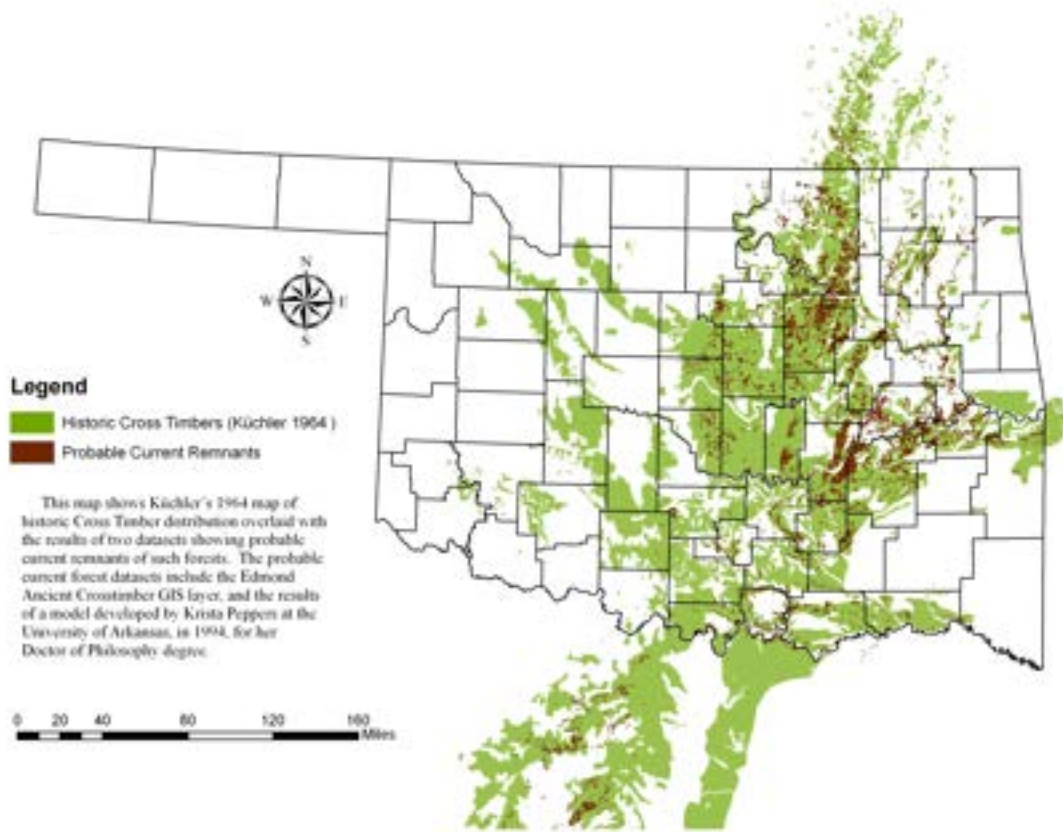 N
W E
S
Legend
Historic Cross Timbers (Küchler 1964 )
Probable Current Remnants
This map shows Küchler's 1964 map of
historic Cross Timber distribution overlaid with
the results of two datasets showing probable
current remnants of such forests. The probable
current forest datasets include the Edmond
Ancient Crosstimber GIS layer, and the results
of a model developed by Krista Peppers at the
University of Arkansas, in 1994, for her
Doctor of Philosophy degree.
0 20 40 80 120 160
Miles